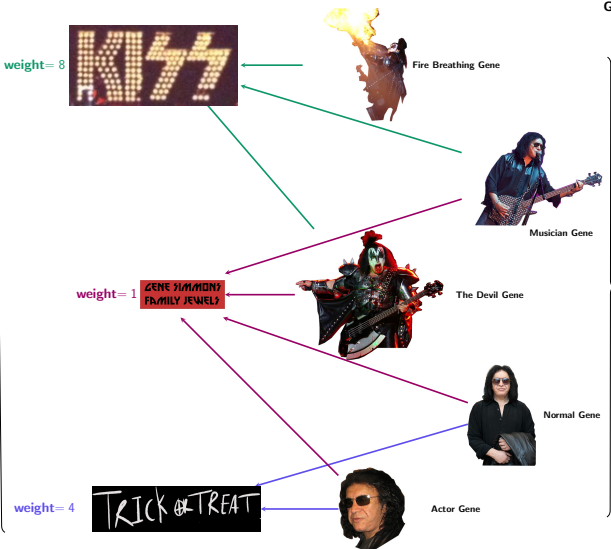 G
weight= 8
KISS
Fire Breathing Gene
Musician Gene
The Devil Gene
weight= 1
GENE SIMMONS
FAMILY JEWELS
Normal Gene
weight= 4
TRICK OR TREAT
Actor Gene